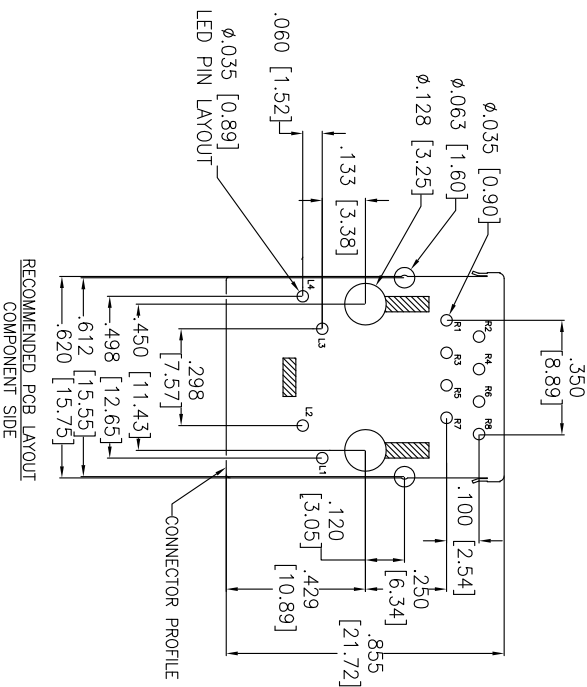 .350
[8.89]
.100 [2.54]
ø.035 [0.90]
ø.063 [1.60]
ø.128 [3.25]
.133 [3.38]
.060 [1.52]
ø.035 [0.89]
LED PIN LAYOUT
R1
R2
R3
R4
R5
R6
R7
R8
L4
L3
L2
L1
.250
[6.34]
.120
[3.05]
.429
[10.89]
.855
[21.72]
.298
[7.57]
.450 [11.43]
.498 [12.65]
.612 [15.55]
.620 [15.75]
CONNECTOR PROFILE
RECOMMENDED PCB LAYOUT
COMPONENT SIDE